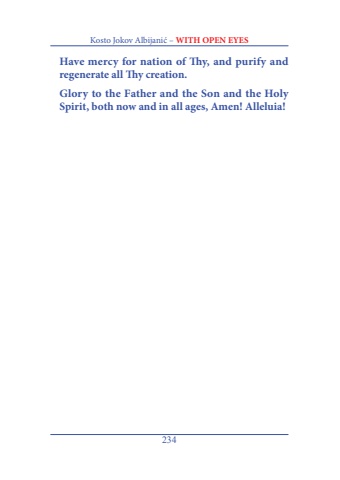 Kosto Jokov Albijanić – WITH OPEN EYES
Have mercy for nation of Thy, and purify and
regenerate all Thy creation.
Glory to the Father and the Son and the Holy
Spirit, both now and in all ages, Amen! Alleluia!
234